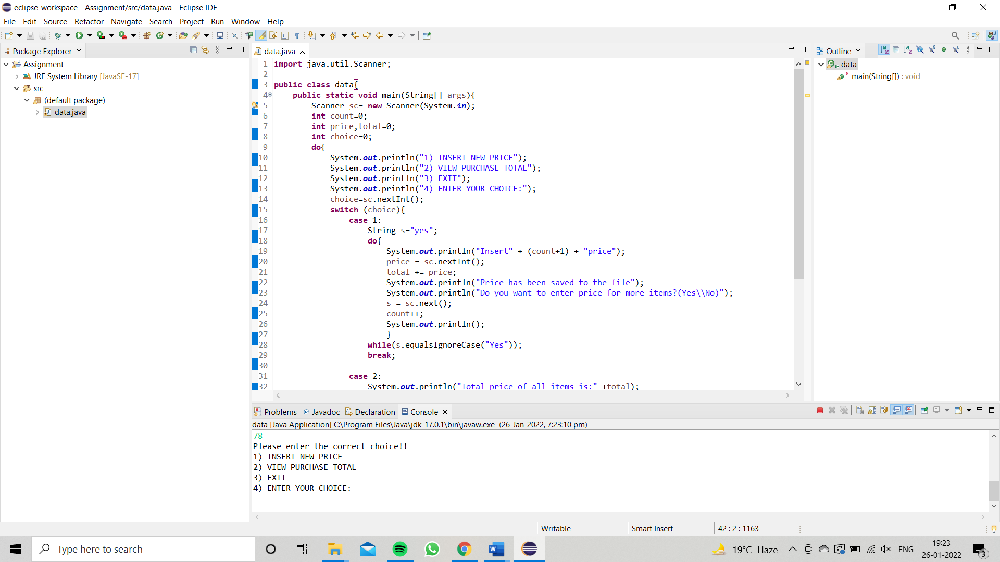 eclipse-workspace - Assignment/src/data.java - Eclipse IDE
File Edit Source Refactor Navigate Search Project Run Window Help
Package Explorer
Assignment
JRE System Library [JavaSE-17]
src
(default package)
data.java
data.java
1 import java.util.Scanner;
2
3 public class data{
4 public static void main(String[] args){
5 Scanner sc= new Scanner(System.in);
6 int count=0;
7 int price,total=0;
8 int choice=0;
9 do{
10 System.out.println("1) INSERT NEW PRICE");
11 System.out.println("2) VIEW PURCHASE TOTAL");
12 System.out.println("3) EXIT");
13 System.out.println("4) ENTER YOUR CHOICE:");
14 choice=sc.nextInt();
15 switch (choice){
16 case 1:
17 String s="yes";
18 do{
19 System.out.println("Insert" + (count+1) + "price");
20 price = sc.nextInt();
21 total += price;
22 System.out.println("Price has been saved to the file");
23 System.out.println("Do you want to enter price for more items?(Yes\\No)");
24 s = sc.next();
25 count++;
26 System.out.println();
27 }
28 while(s.equalsIgnoreCase("Yes"));
29 break;
30
31 case 2:
32 System.out.println("Total price of all items is:" +total);
Outline
data
main(String[]) : void
Problems @ Javadoc Declaration Console
data [Java Application] C:\Program Files\Java\jdk-17.0.1\bin\javaw.exe (26-Jan-2022, 7:23:10 pm)
78
Please enter the correct choice!!
1) INSERT NEW PRICE
2) VIEW PURCHASE TOTAL
3) EXIT
4) ENTER YOUR CHOICE:
Writable Smart Insert 42 : 2 : 1163
Type here to search
19°C Haze
ENG
19:23
26-01-2022
3